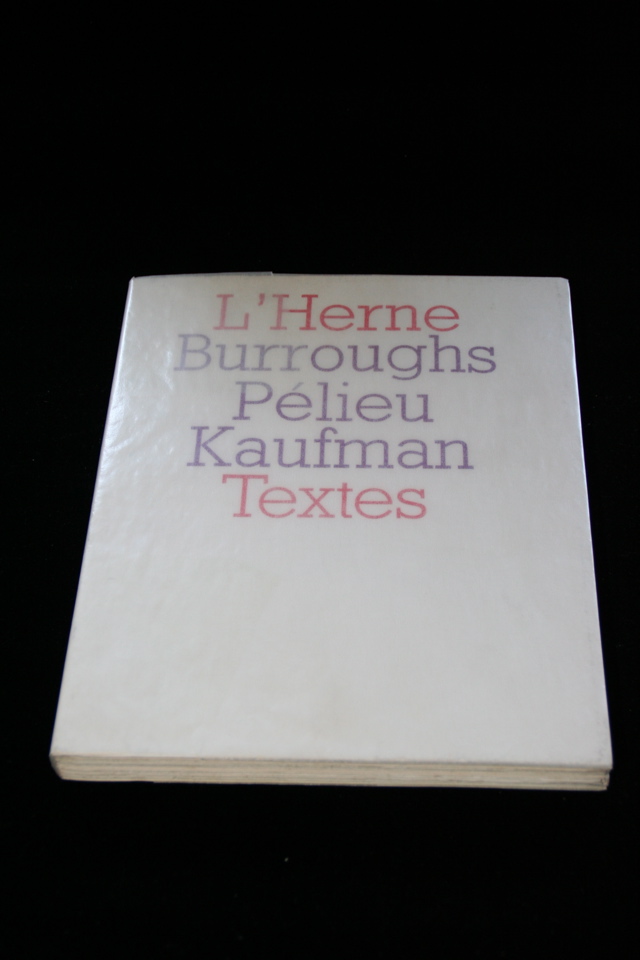 L'Herne
Burroughs
Pélieu
Kaufman
Textes